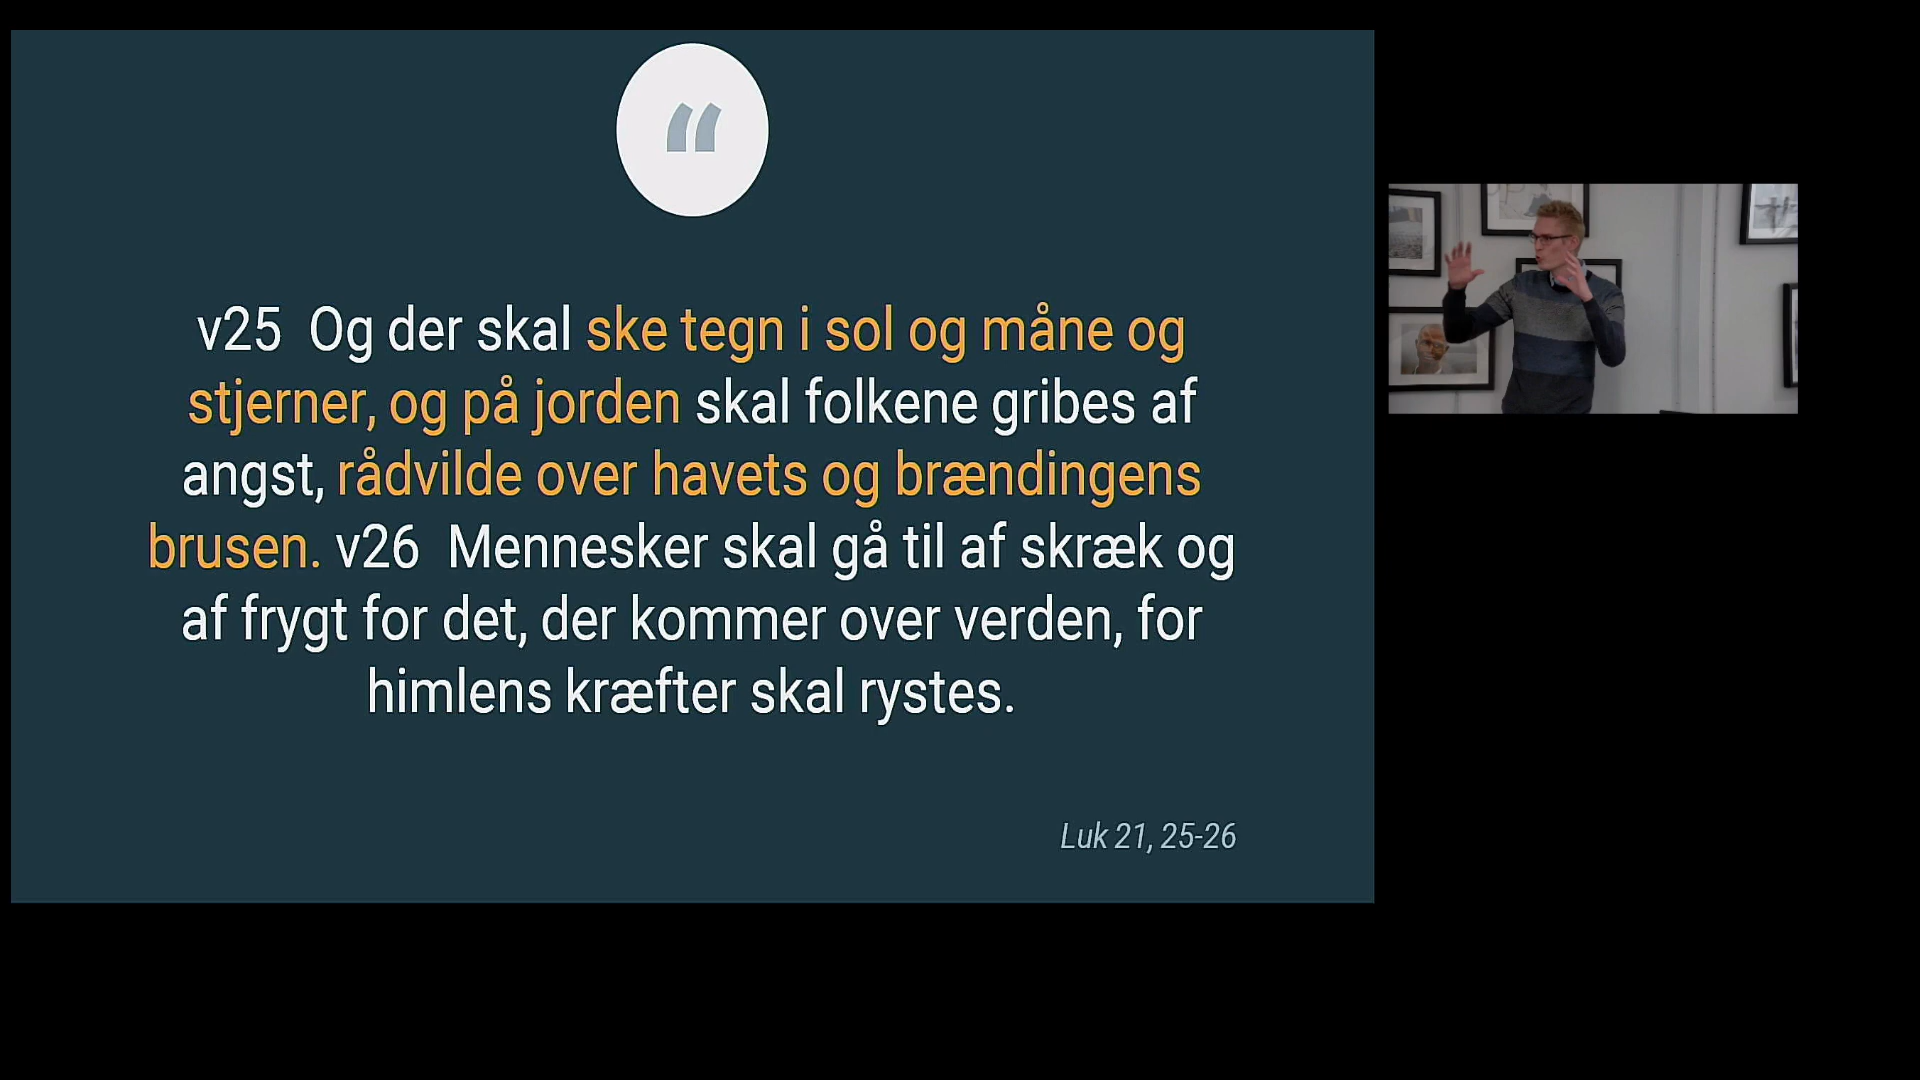 “
v25 Og der skal ske tegn i sol og måne og
stjerner, og på jorden skal folkene gribes af
angst, rådvilde over havets og brændingens
brusen. v26 Mennesker skal gå til af skræk og
af frygt for det, der kommer over verden, for
himlens kræfter skal rystes.
Luk 21, 25-26